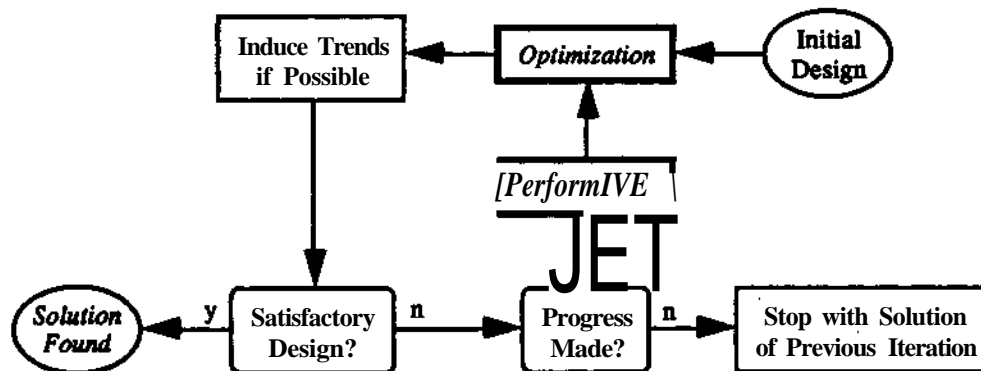 Induce Trends
if Possible
Optimization
Initial
Design
[PerformIVE
JET
Solution
Found
y
Satisfactory
Design?
n
Progress
Made?
n
Stop with Solution
of Previous Iteration